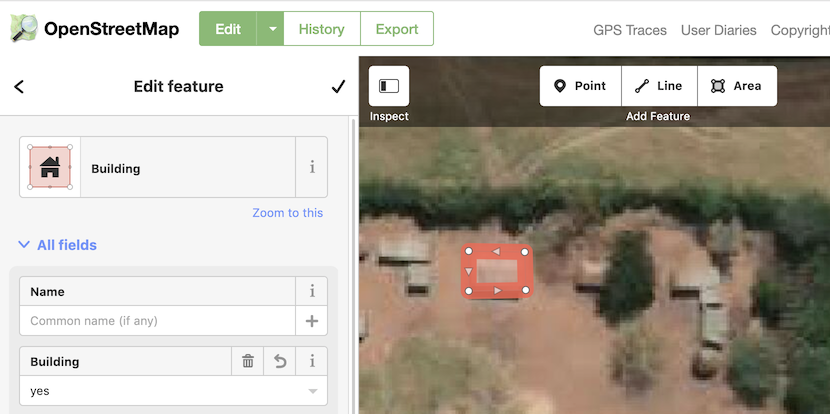 OpenStreetMap Edit History Export GPS Traces User Diaries
Edit feature
Point Line Area
Inspect Add Feature
Building i
Zoom to this
All fields
Name i
Common name (if any) +
Building i
yes